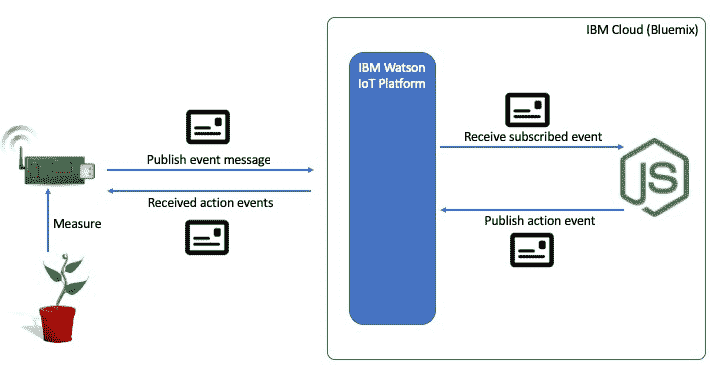 IBM Cloud (Bluemix)
IBM Watson
IoT Platform
Receive subscribed event
Publish event message
JS
Received action events
Publish action event
Measure